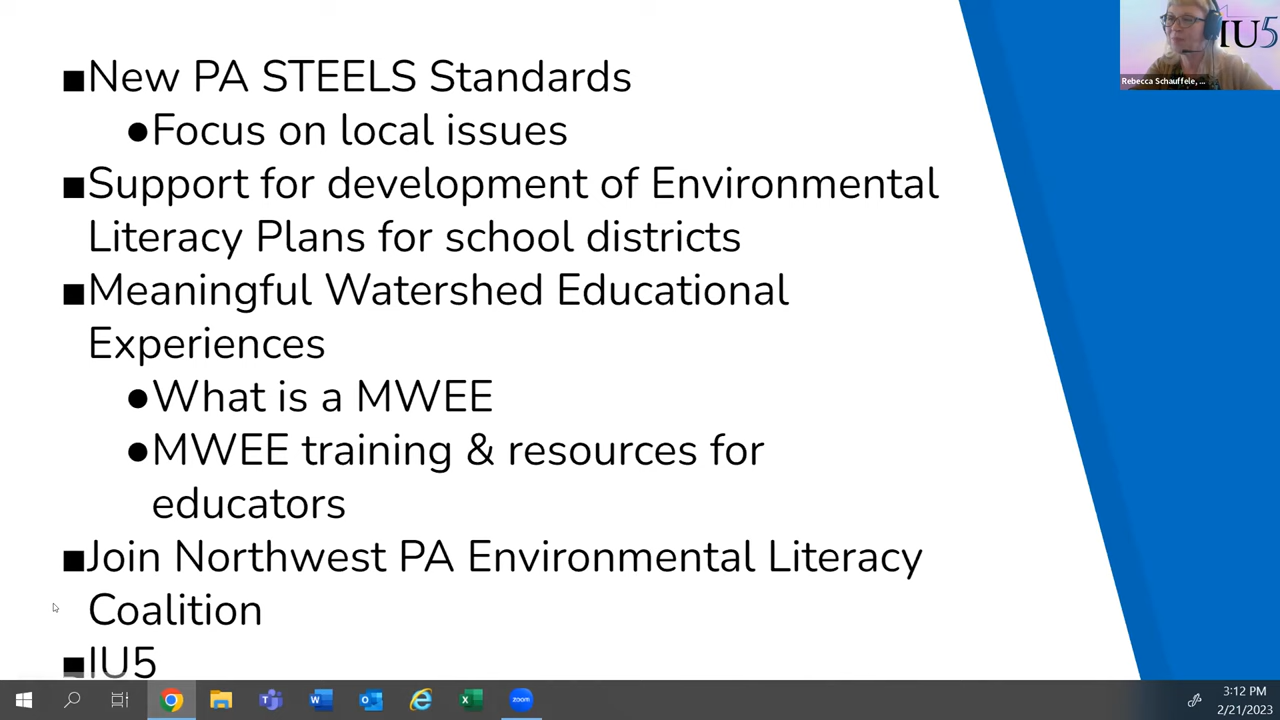 ■New PA STEELS Standards
●Focus on local issues
■Support for development of Environmental
Literacy Plans for school districts
■Meaningful Watershed Educational
Experiences
●What is a MWEE
●MWEE training & resources for
educators
■Join Northwest PA Environmental Literacy
Coalition
■IU5
IU5
Rebecca Schauffele, ...
zoom
3:12 PM
2/21/2023